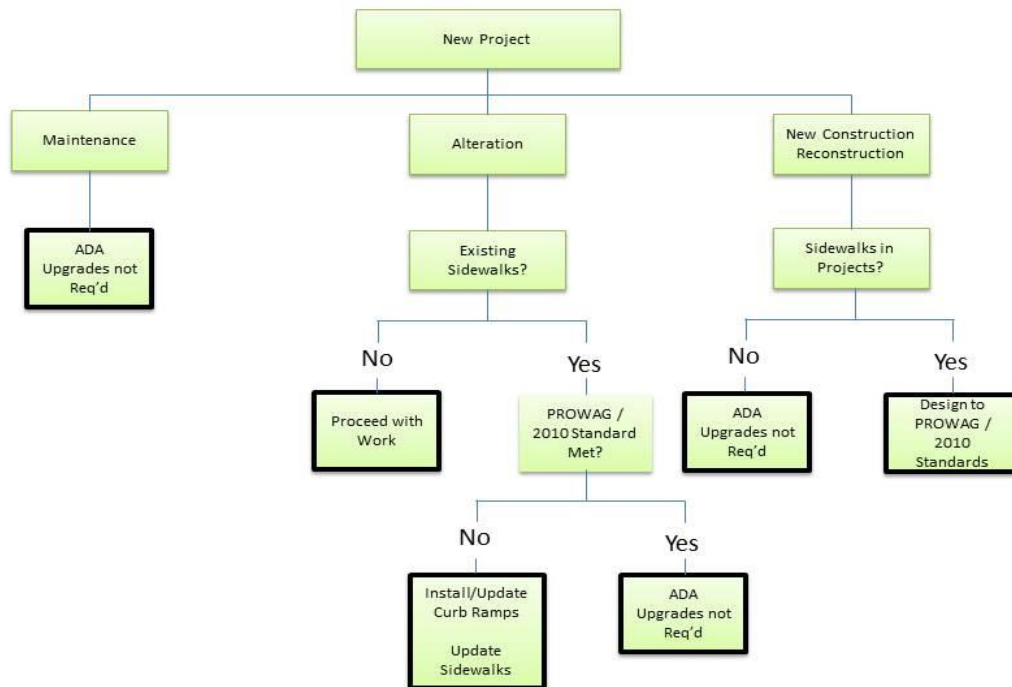 New Project
Maintenance
Alteration
New Construction
Reconstruction
ADA
Upgrades not
Req'd
Existing
Sidewalks?
Sidewalks in
Projects?
No
Yes
No
Yes
Proceed with
Work
PROWAG /
2010 Standard
Met?
ADA
Upgrades not
Req'd
Design to
PROWAG /
2010
Standards
No
Yes
Install/Update
Curb Ramps
Update
Sidewalks
ADA
Upgrades not
Req'd